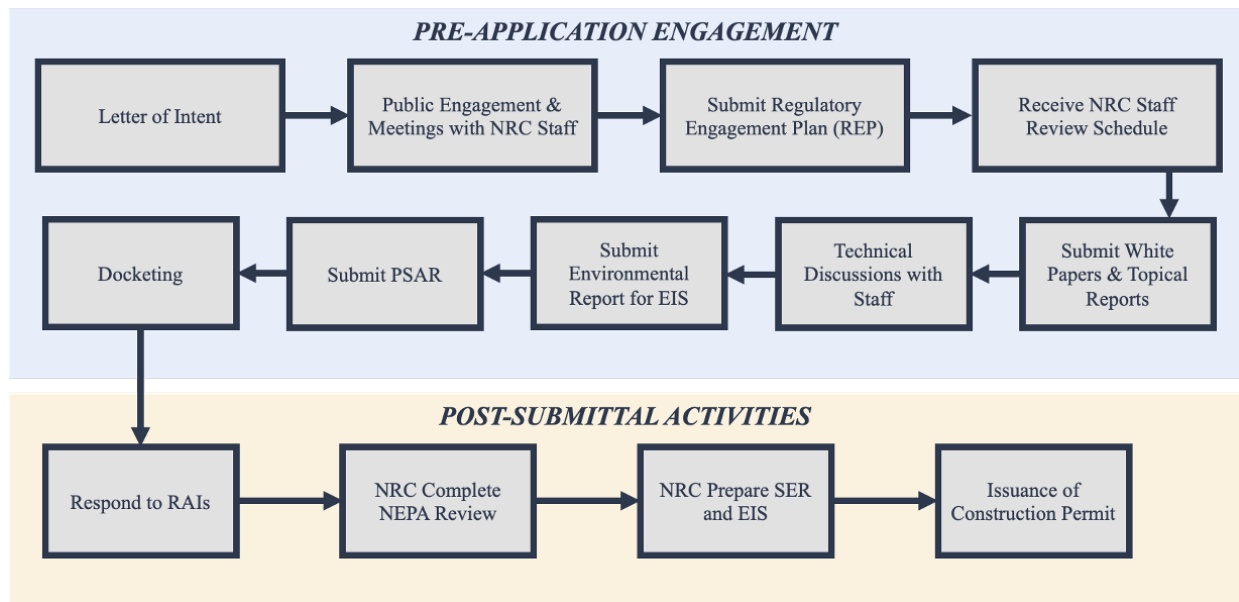 PRE-APPLICATION ENGAGEMENT
Letter of Intent
Public Engagement &
Meetings with NRC Staff
Submit Regulatory
Engagement Plan (REP)
Receive NRC Staff
Review Schedule
Submit White
Papers & Topical
Reports
Technical
Discussions with
Staff
Submit
Environmental
Report for EIS
Submit PSAR
Docketing
POST-SUBMITTAL ACTIVITIES
Respond to RAIs
NRC Complete
NEPA Review
NRC Prepare SER
and EIS
Issuance of
Construction Permit